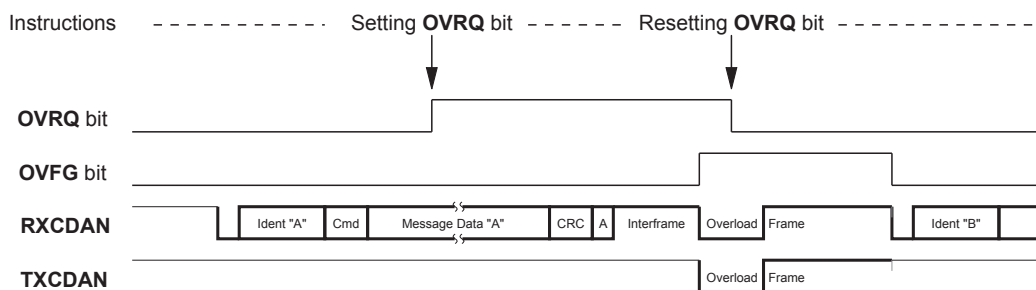 Instructions Setting OVRQ bit Resetting OVRQ bit
OVRQ bit
OVFG bit
RXCDAN Ident "A" Cmd Message Data "A" CRC A Interframe Overload Frame Ident "B"
TXCDAN Overload Frame